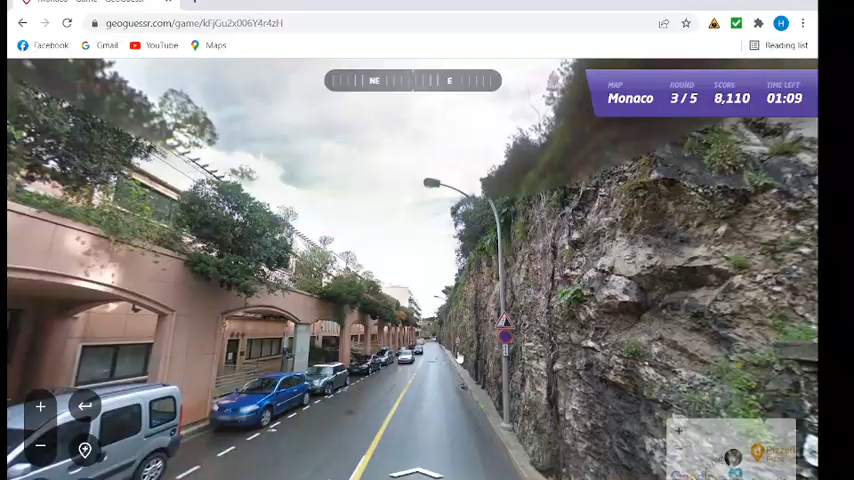 geoguessr.com/game/kFjGu2x006Y4r4zH
Facebook Gmail YouTube Maps Reading list
H
NE E
MAP ROUND SCORE TIME LEFT
Monaco 3 / 5 8,110 01:09